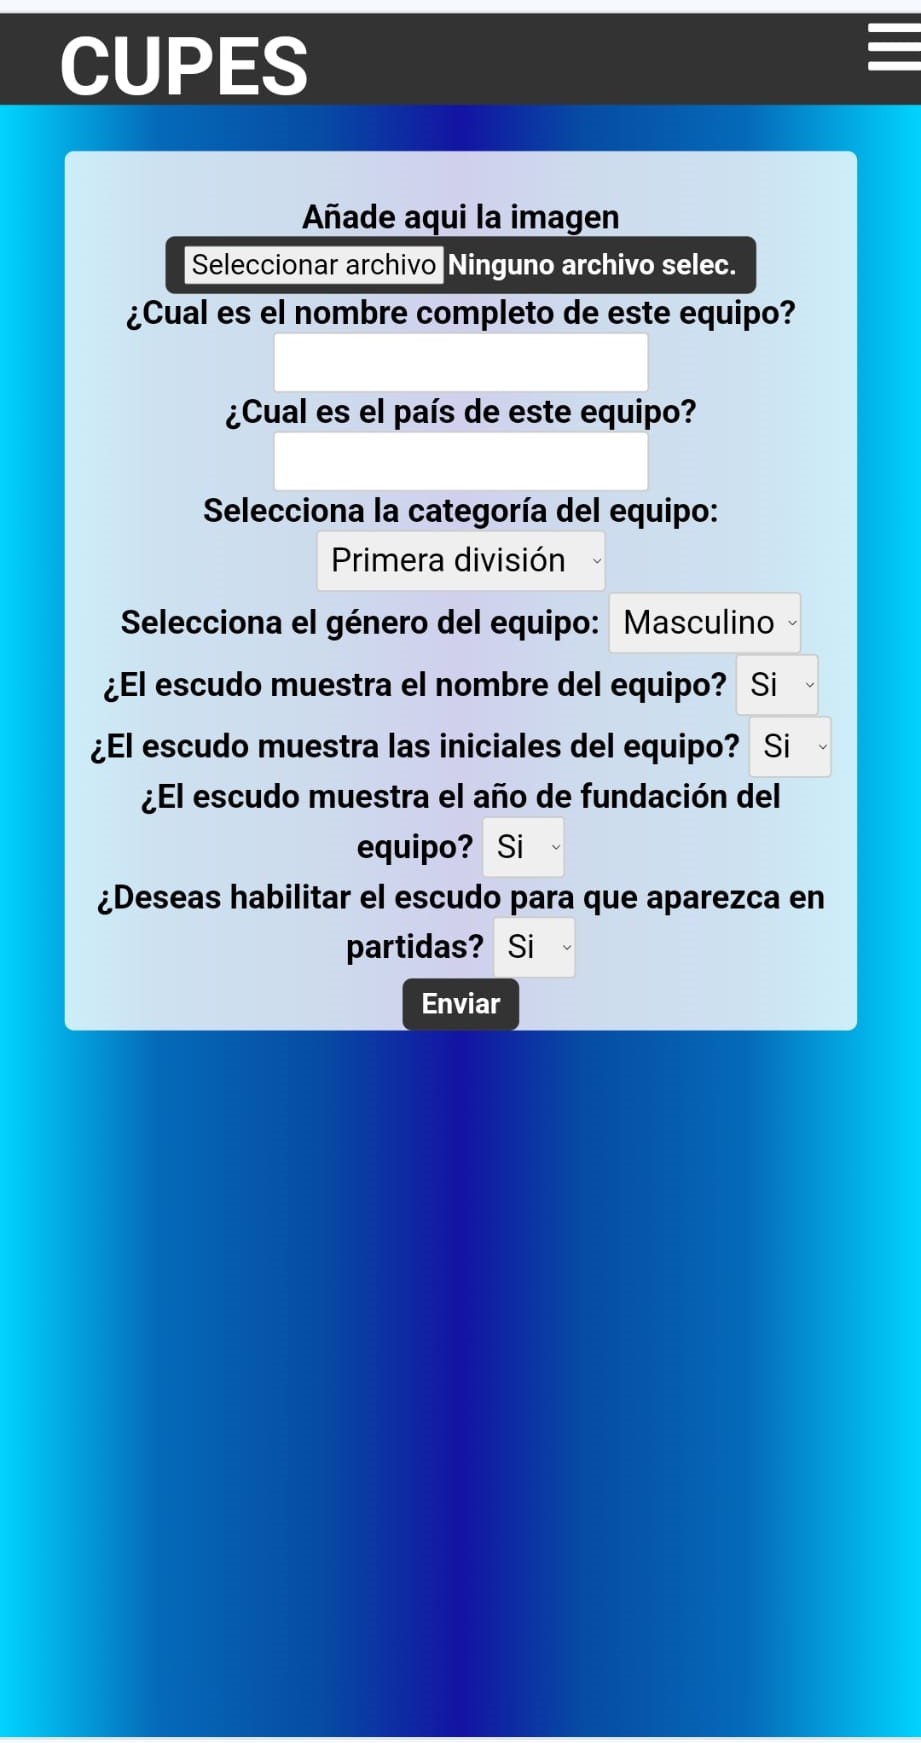 CUPES
Añade aqui la imagen
Seleccionar archivo Ninguno archivo selec.
¿Cual es el nombre completo de este equipo?
¿Cual es el país de este equipo?
Selecciona la categoría del equipo:
Primera división
Selecciona el género del equipo: Masculino
¿El escudo muestra el nombre del equipo? Si
¿El escudo muestra las iniciales del equipo? Si
¿El escudo muestra el año de fundación del
equipo? Si
¿Deseas habilitar el escudo para que aparezca en
partidas? Si
Enviar